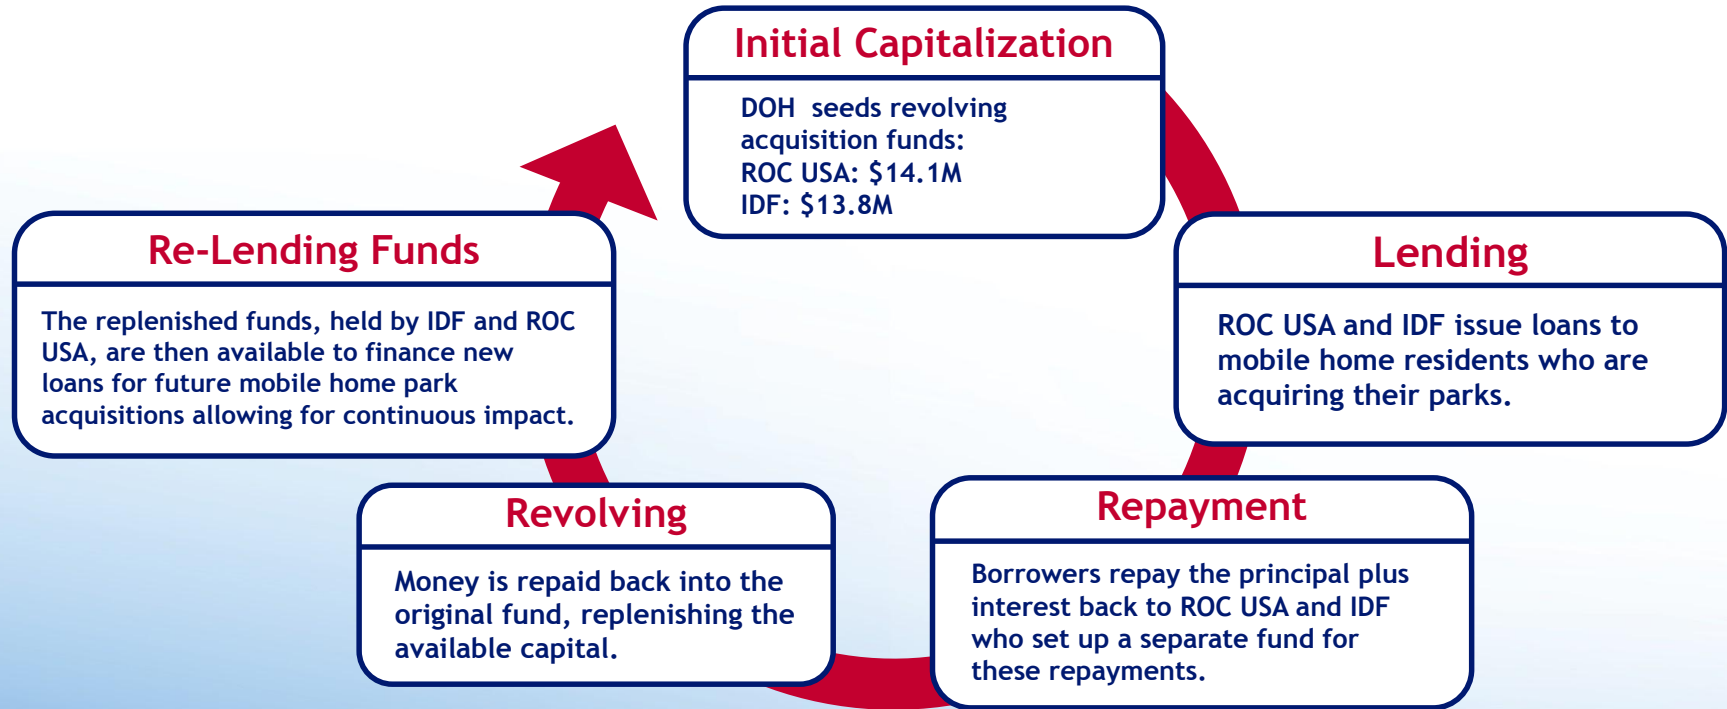 Initial Capitalization
DOH seeds revolving
acquisition funds:
ROC USA: $14.1M
IDF: $13.8M
Lending
ROC USA and IDF issue loans to
mobile home residents who are
acquiring their parks.
Repayment
Borrowers repay the principal plus
interest back to ROC USA and IDF
who set up a separate fund for
these repayments.
Revolving
Money is repaid back into the
original fund, replenishing the
available capital.
Re-Lending Funds
The replenished funds, held by IDF and ROC
USA, are then available to finance new
loans for future mobile home park
acquisitions allowing for continuous impact.